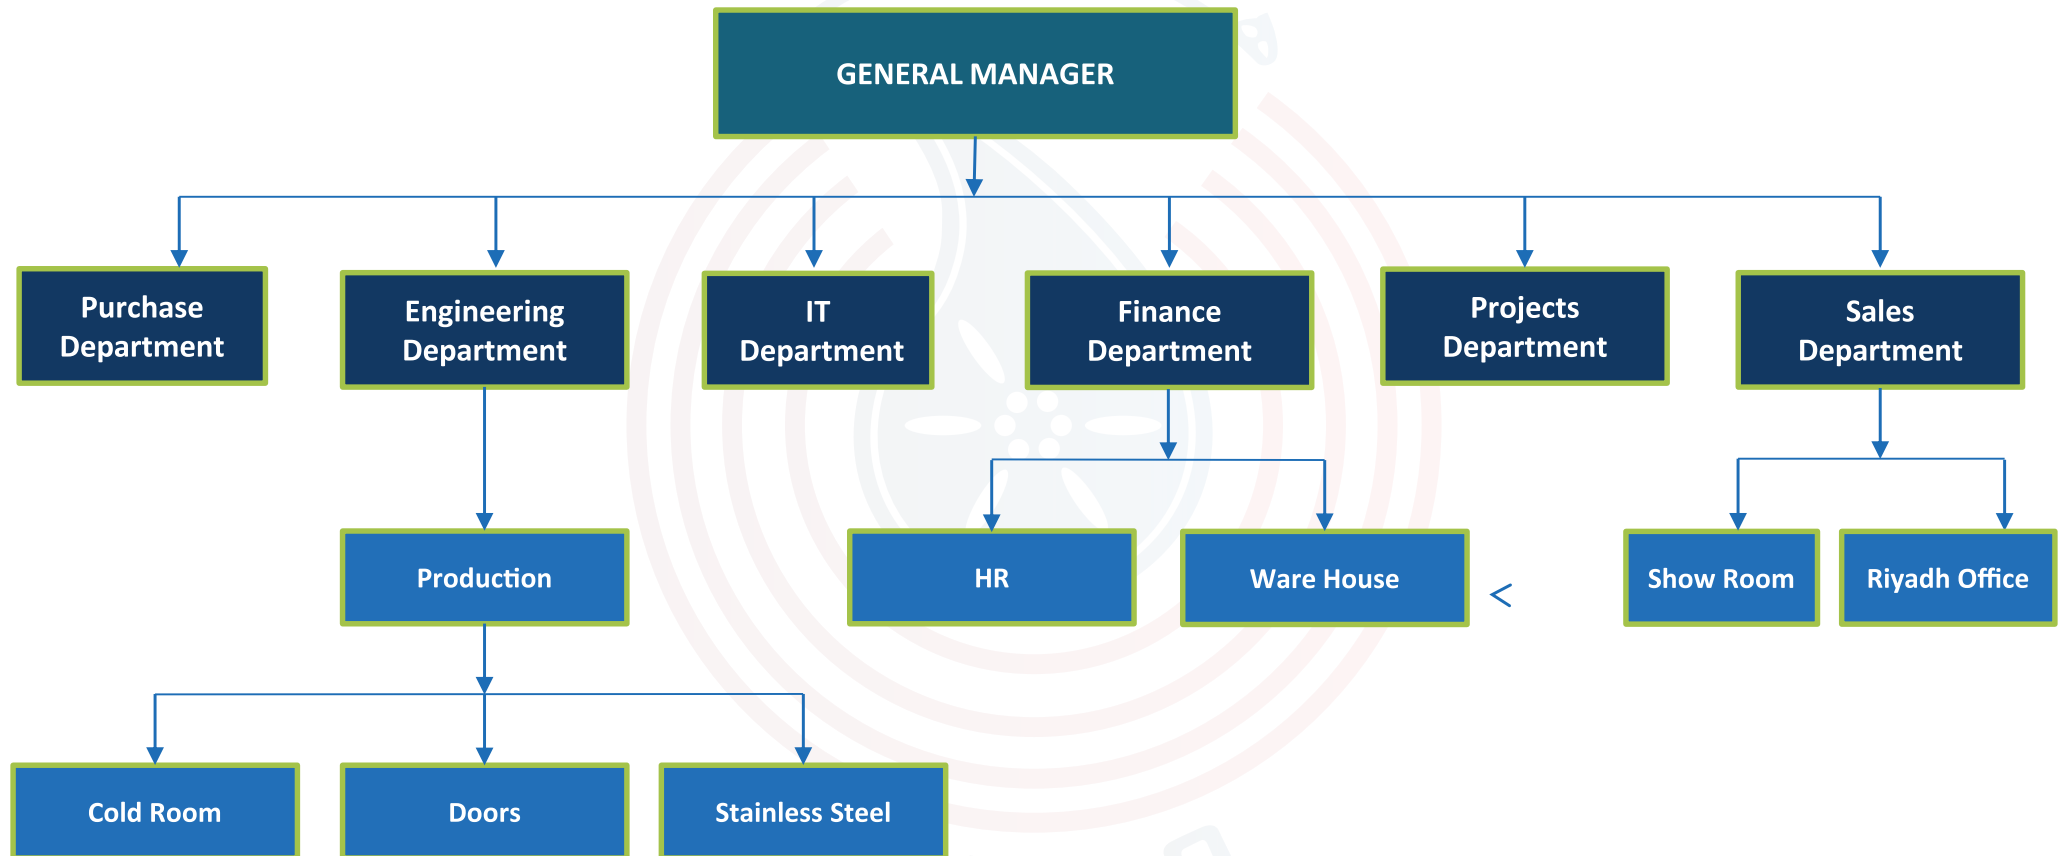 GENERAL MANAGER
Purchase
Department
Engineering
Department
IT
Department
Finance
Department
Projects
Department
Sales
Department
Production
HR
Ware House
<
Show Room
Riyadh Office
Cold Room
Doors
Stainless Steel